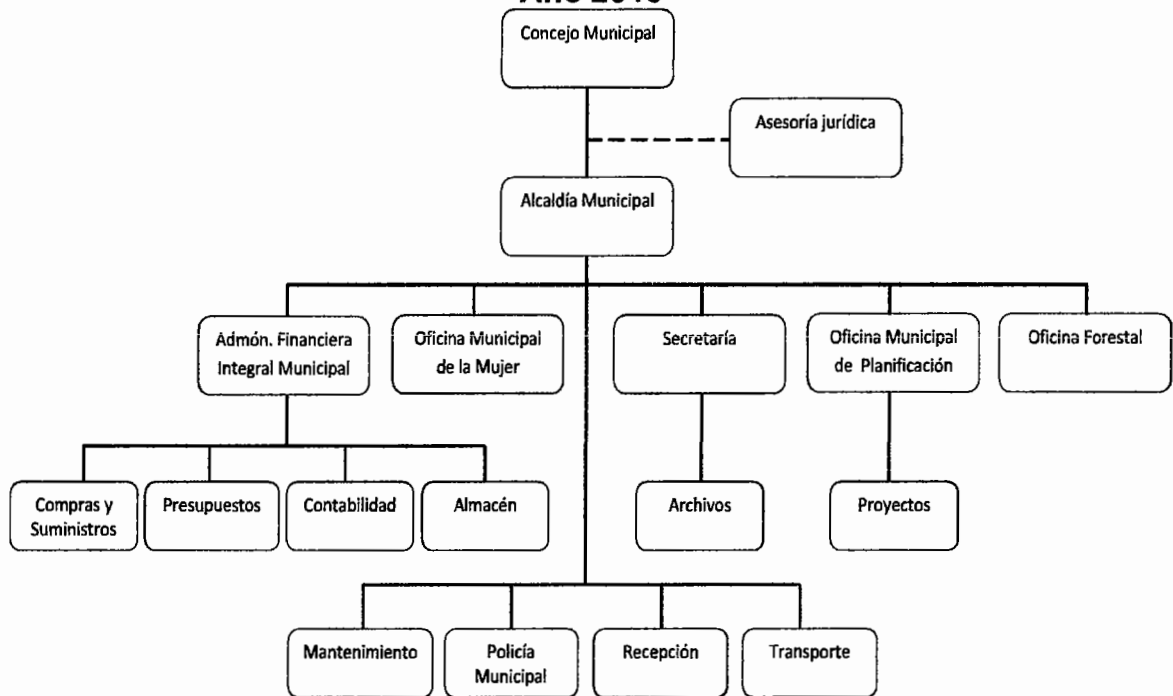 Concejo Municipal
Asesoría jurídica
Alcaldía Municipal
Admón. Financiera
Integral Municipal
Oficina Municipal
de la Mujer
Secretaría
Oficina Municipal
de Planificación
Oficina Forestal
Compras y
Suministros
Presupuestos
Contabilidad
Almacén
Archivos
Proyectos
Mantenimiento
Policía
Municipal
Recepción
Transporte